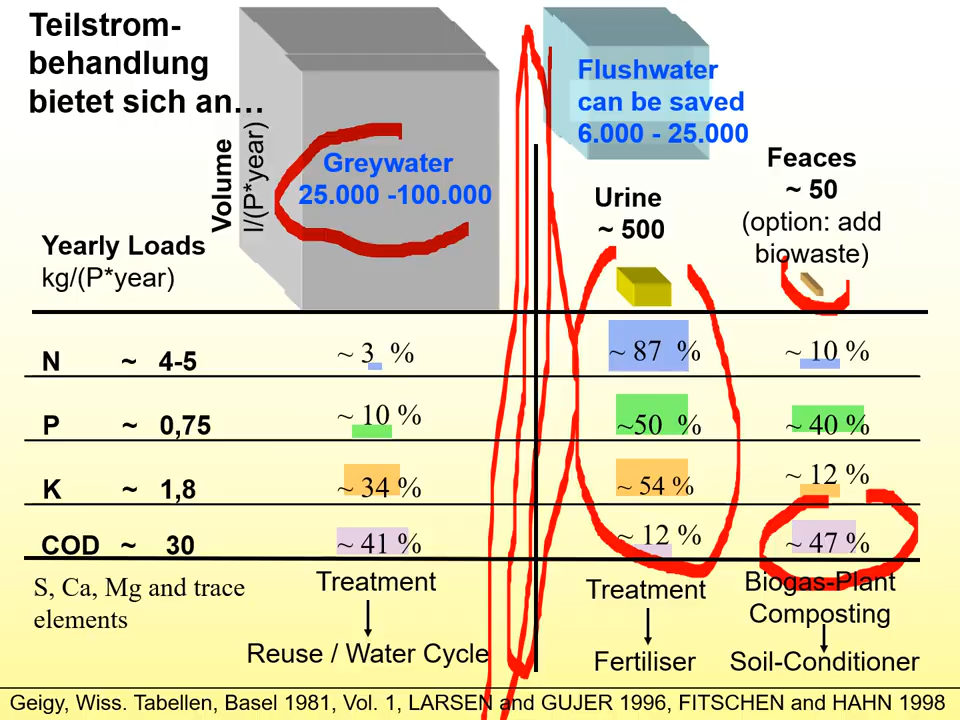 Teilstrom-
behandlung
bietet sich an…
Volume
l/(P*year)
Greywater
25.000 -100.000
Flushwater
can be saved
6.000 - 25.000
Urine
~ 500
Feaces
~ 50
(option: add
biowaste)
Yearly Loads
kg/(P*year)
N ~ 4-5 ~ 3 % ~ 87 % ~ 10 %
P ~ 0,75 ~ 10 % ~50 % ~ 40 %
K ~ 1,8 ~ 34 % ~ 54 % ~ 12 %
COD ~ 30 ~ 41 % ~ 12 % ~ 47 %
S, Ca, Mg and trace
elements
Treatment
Reuse / Water Cycle
Treatment
Fertiliser
Biogas-Plant
Composting
Soil-Conditioner
Geigy, Wiss. Tabellen, Basel 1981, Vol. 1, LARSEN and GUJER 1996, FITSCHEN and HAHN 1998